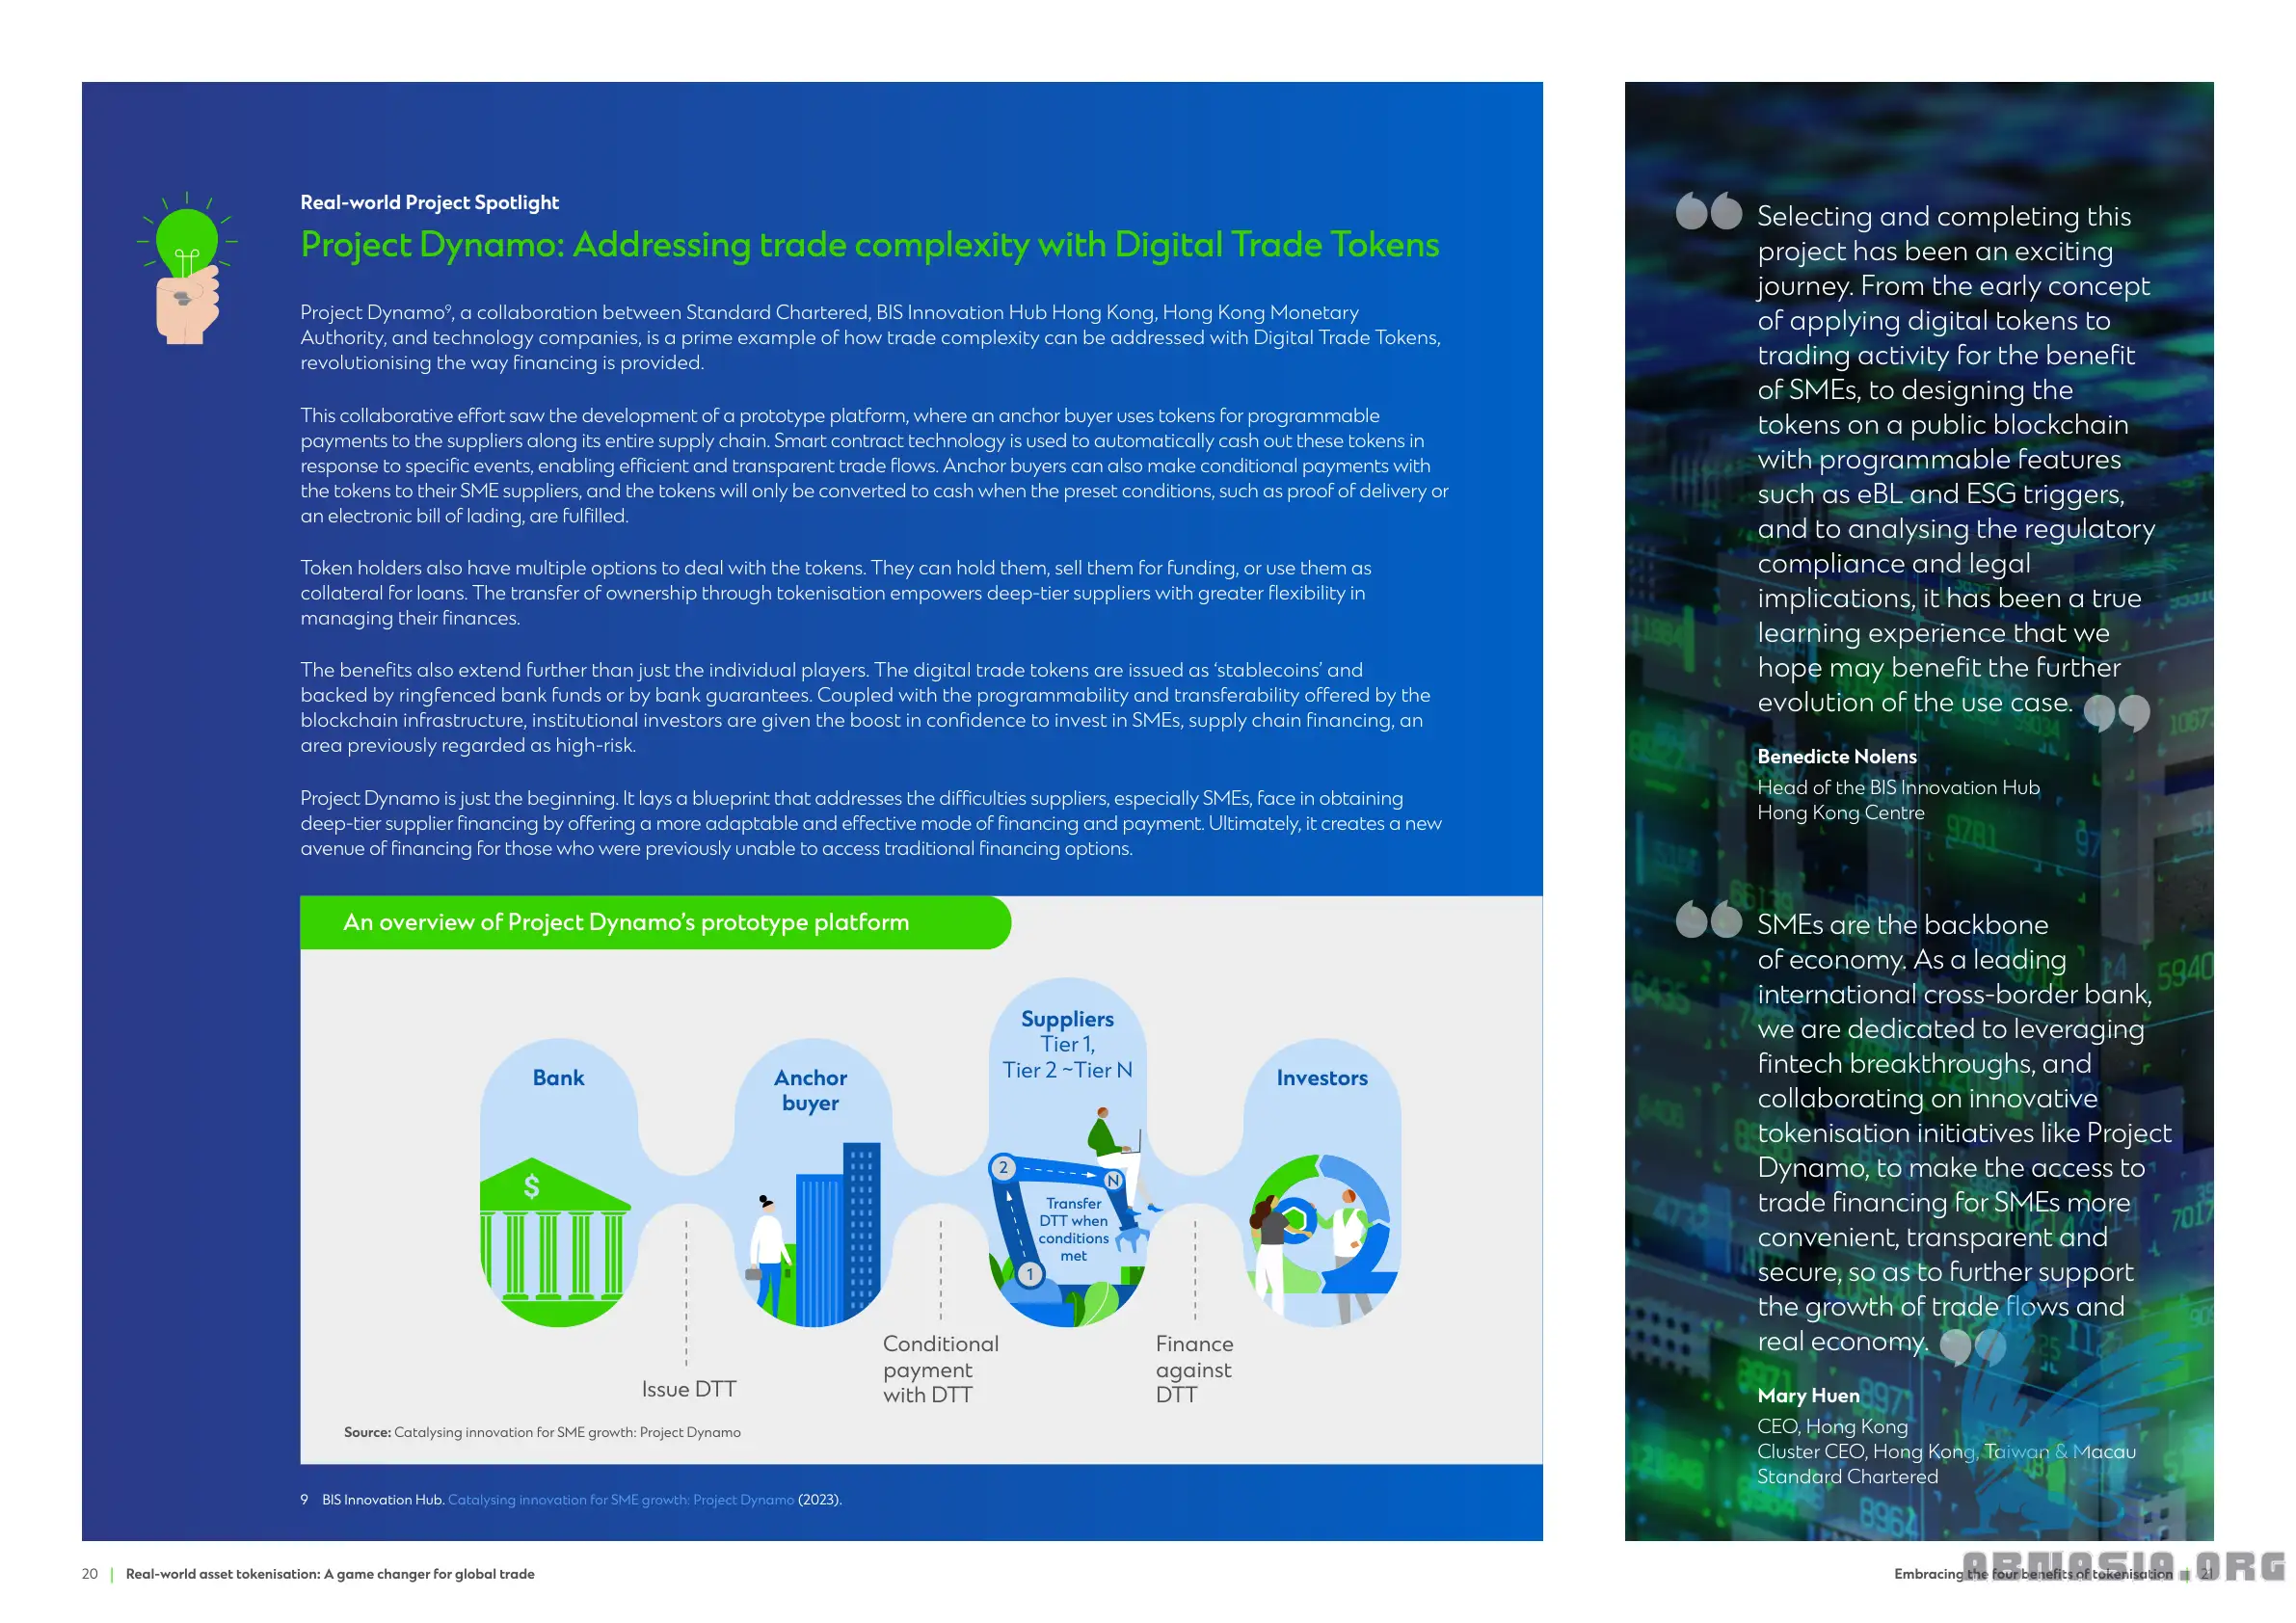 Real-world Project Spotlight
Project Dynamo: Addressing trade complexity with Digital Trade Tokens
Project Dynamo⁹, a collaboration between Standard Chartered, BIS Innovation Hub Hong Kong, Hong Kong Monetary
Authority, and technology companies, is a prime example of how trade complexity can be addressed with Digital Trade Tokens,
revolutionising the way financing is provided.
This collaborative effort saw the development of a prototype platform, where an anchor buyer uses tokens for programmable
payments to the suppliers along its entire supply chain. Smart contract technology is used to automatically cash out these tokens in
response to specific events, enabling efficient and transparent trade flows. Anchor buyers can also make conditional payments with
the tokens to their SME suppliers, and the tokens will only be converted to cash when the preset conditions, such as proof of delivery or
an electronic bill of lading, are fulfilled.
Token holders also have multiple options to deal with the tokens. They can hold them, sell them for funding, or use them as
collateral for loans. The transfer of ownership through tokenisation empowers deep-tier suppliers with greater flexibility in
managing their finances.
The benefits also extend further than just the individual players. The digital trade tokens are issued as ‘stablecoins’ and
backed by ringfenced bank funds or by bank guarantees. Coupled with the programmability and transferability offered by the
blockchain infrastructure, institutional investors are given the boost in confidence to invest in SMEs, supply chain financing, an
area previously regarded as high-risk.
Project Dynamo is just the beginning. It lays a blueprint that addresses the difficulties suppliers, especially SMEs, face in obtaining
deep-tier supplier financing by offering a more adaptable and effective mode of financing and payment. Ultimately, it creates a new
avenue of financing for those who were previously unable to access traditional financing options.
An overview of Project Dynamo’s prototype platform
Bank
$
Anchor
buyer
Suppliers
Tier 1,
Tier 2 ~Tier N
2
N
Transfer
DTT when
conditions
met
1
Investors
Issue DTT
Conditional
payment
with DTT
Finance
against
DTT
Source: Catalysing innovation for SME growth: Project Dynamo
9 BIS Innovation Hub. Catalysing innovation for SME growth: Project Dynamo (2023).
20 | Real-world asset tokenisation: A game changer for global trade
“Selecting and completing this
project has been an exciting
journey. From the early concept
of applying digital tokens to
trading activity for the benefit
of SMEs, to designing the
tokens on a public blockchain
with programmable features
such as eBL and ESG triggers,
and to analysing the regulatory
compliance and legal
implications, it has been a true
learning experience that we
hope may benefit the further
evolution of the use case.”
Benedicte Nolens
Head of the BIS Innovation Hub
Hong Kong Centre
“SMEs are the backbone
of economy. As a leading
international cross-border bank,
we are dedicated to leveraging
fintech breakthroughs, and
collaborating on innovative
tokenisation initiatives like Project
Dynamo, to make the access to
trade financing for SMEs more
convenient, transparent and
secure, so as to further support
the growth of trade flows and
real economy.”
Mary Huen
CEO, Hong Kong
Cluster CEO, Hong Kong, Taiwan & Macau
Standard Chartered
Embracing the four benefits of tokenisation | 21
ABNASIA.ORG